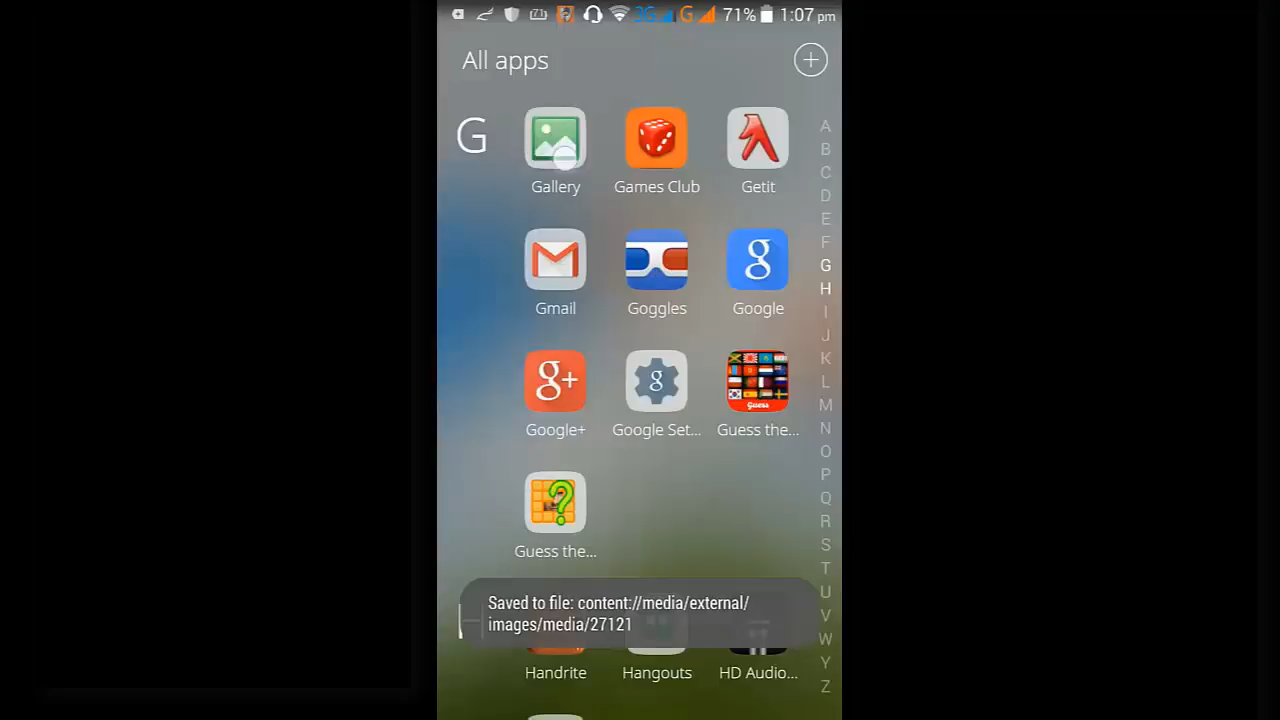 3G G 71% 1:07 pm
All apps
G
Gallery Games Club Getit
Gmail Goggles Google
Google+ Google Set... Guess the...
Guess the...
Saved to file: content://media/external/
images/media/27121
Handrite Hangouts HD Audio...
A
B
C
D
E
F
G
H
I
J
K
L
M
N
O
P
Q
R
S
T
U
V
W
Y
Z